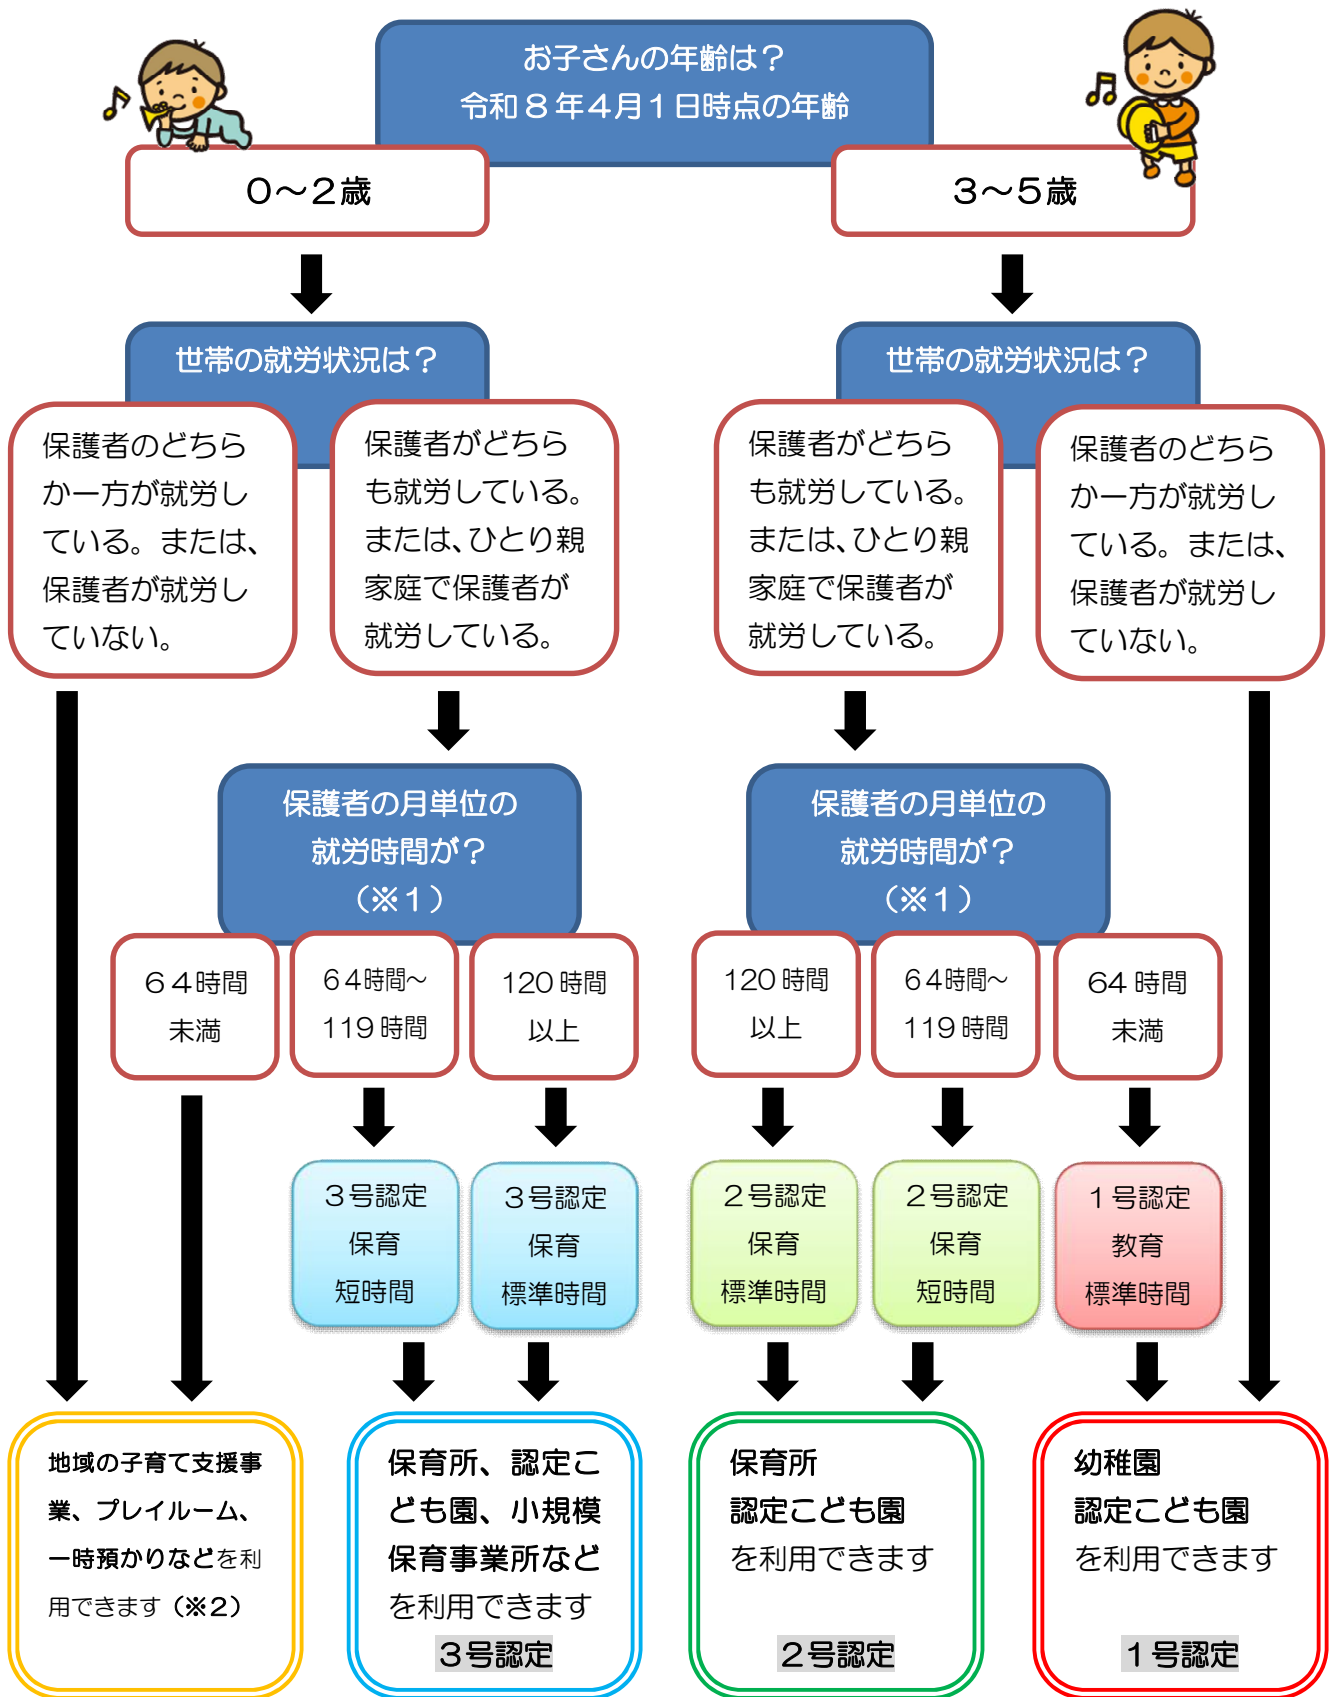 お子さんの年齢は？
令和８年４月１日時点の年齢
０～２歳
３～５歳
世帯の就労状況は？
世帯の就労状況は？
保護者のどちら
か一方が就労し
ている。または、
保護者が就労し
ていない。
保護者がどちら
も就労している。
または、ひとり親
家庭で保護者が
就労している。
保護者がどちら
も就労している。
または、ひとり親
家庭で保護者が
就労している。
保護者のどちら
か一方が就労し
ている。または、
保護者が就労し
ていない。
保護者の月単位の
就労時間が？
（※１）
保護者の月単位の
就労時間が？
（※１）
６４時間
未満
６４時間～
119時間
120時間
以上
120時間
以上
６４時間～
119時間
64時間
未満
３号認定
保育
短時間
３号認定
保育
標準時間
２号認定
保育
標準時間
２号認定
保育
短時間
１号認定
教育
標準時間
地域の子育て支援事
業、プレイルーム、
一時預かりなどを利
用できます（※２）
保育所、認定こ
ども園、小規模
保育事業所など
を利用できます
３号認定
保育所
認定こども園
を利用できます
２号認定
幼稚園
認定こども園
を利用できます
１号認定